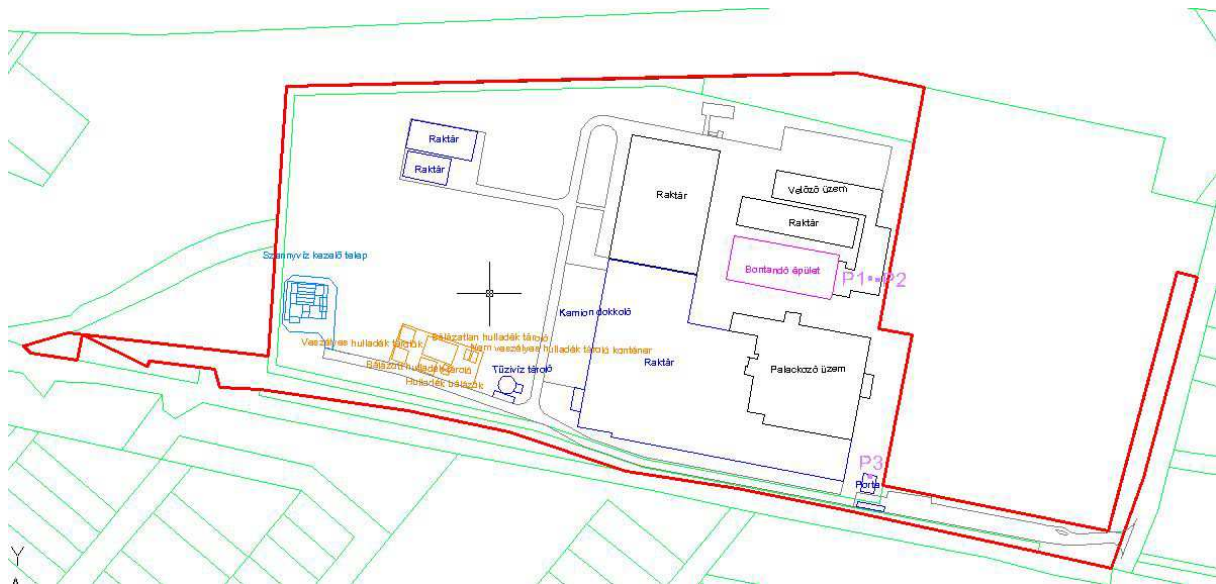 Raktár
Raktár
Raktár
Velőző üzem
Raktár
Szennyvíz kezelő telep
Bontandó épület
P1
P2
Kamion dokkoló
Bálázatlan hulladék tároló
Veszélyes hulladék tárolók
Nem veszélyes hulladék tároló konténer
Raktár
Bálázott hulladék tároló
Tűzivíz tároló
Palackozó üzem
Hulladék bálázók
P3
Porta
Y